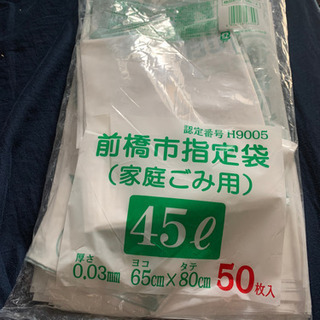 認定番号 H9005
前橋市指定袋
(家庭ごみ用)
45ℓ
厚さ ヨコ タテ
0.03mm 65cm×80cm 50枚入